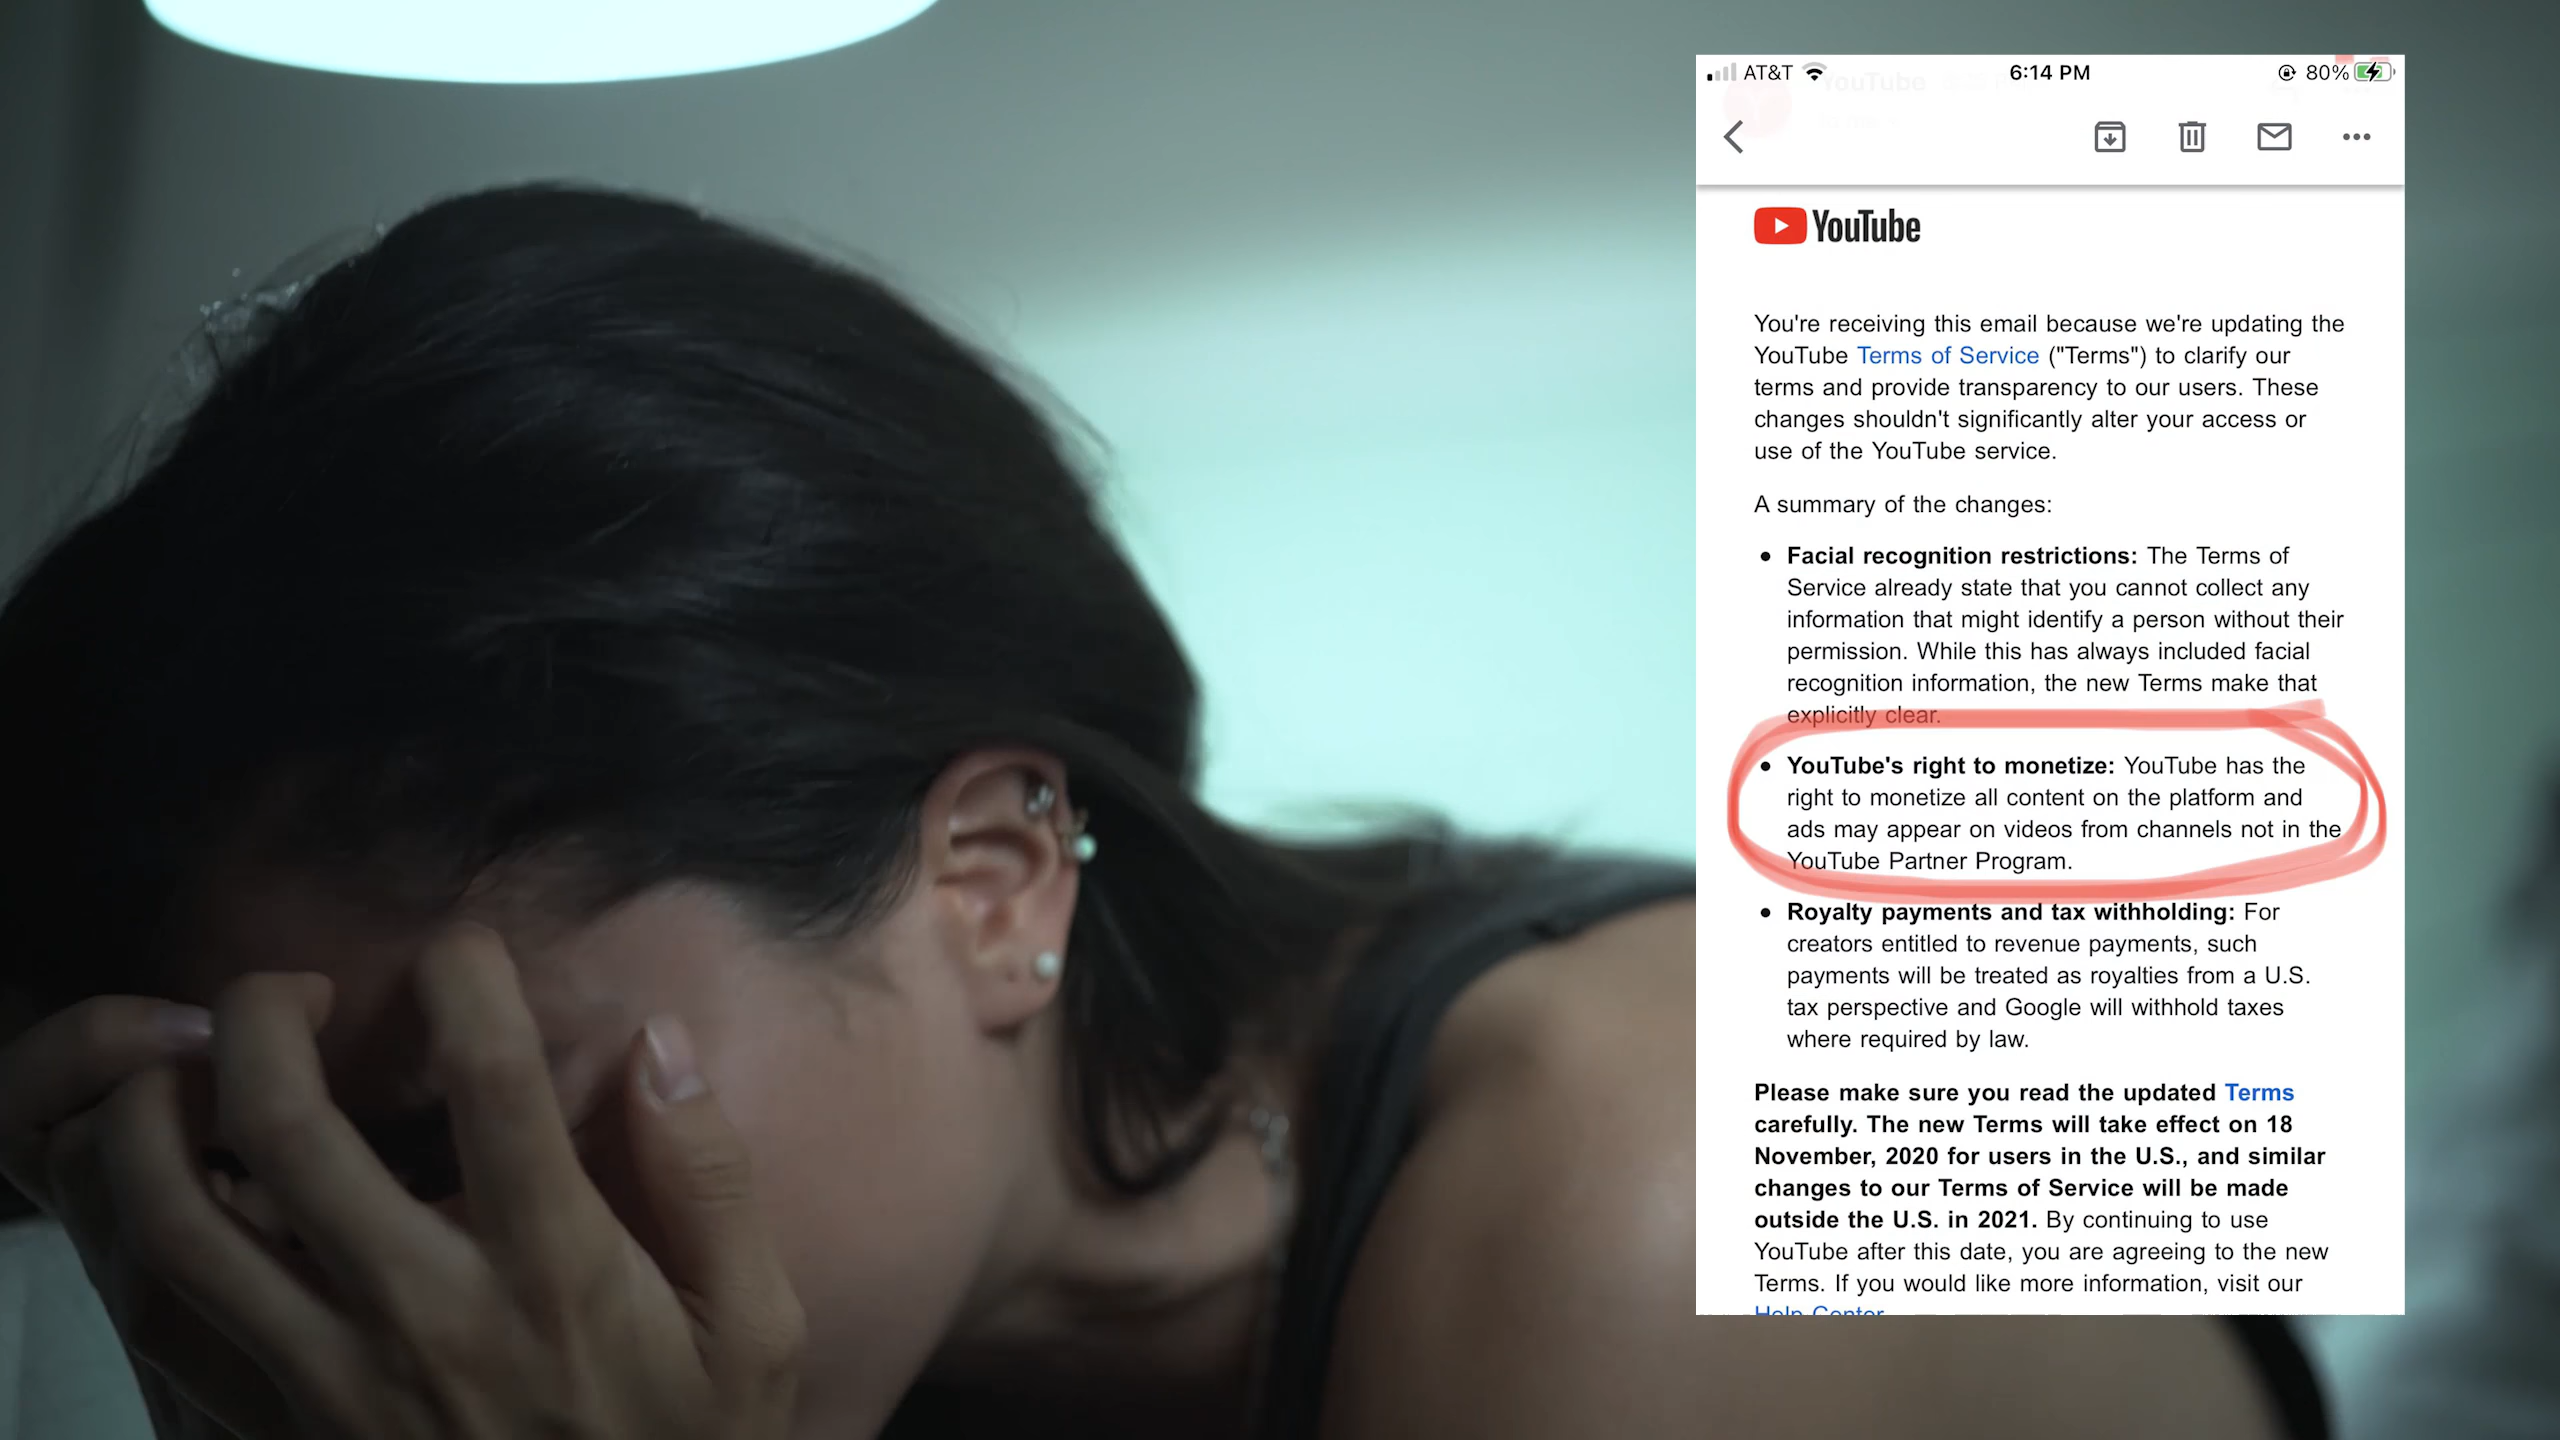 AT&T 6:14 PM 80%
YouTube
YouTube
You're receiving this email because we're updating the
YouTube Terms of Service ("Terms") to clarify our
terms and provide transparency to our users. These
changes shouldn't significantly alter your access or
use of the YouTube service.
A summary of the changes:
Facial recognition restrictions: The Terms of
Service already state that you cannot collect any
information that might identify a person without their
permission. While this has always included facial
recognition information, the new Terms make that
explicitly clear.
YouTube's right to monetize: YouTube has the
right to monetize all content on the platform and
ads may appear on videos from channels not in the
YouTube Partner Program.
Royalty payments and tax withholding: For
creators entitled to revenue payments, such
payments will be treated as royalties from a U.S.
tax perspective and Google will withhold taxes
where required by law.
Please make sure you read the updated Terms
carefully. The new Terms will take effect on 18
November, 2020 for users in the U.S., and similar
changes to our Terms of Service will be made
outside the U.S. in 2021. By continuing to use
YouTube after this date, you are agreeing to the new
Terms. If you would like more information, visit our
Help Center